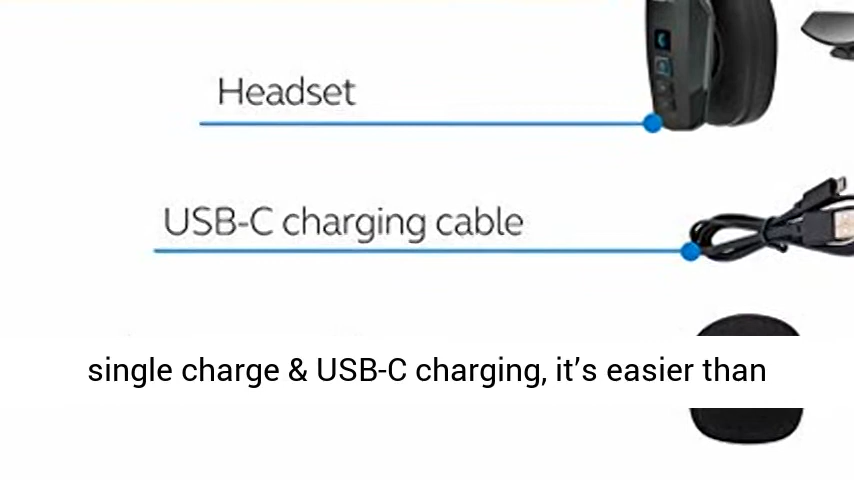 Headset
USB-C charging cable
single charge & USB-C charging, it’s easier than